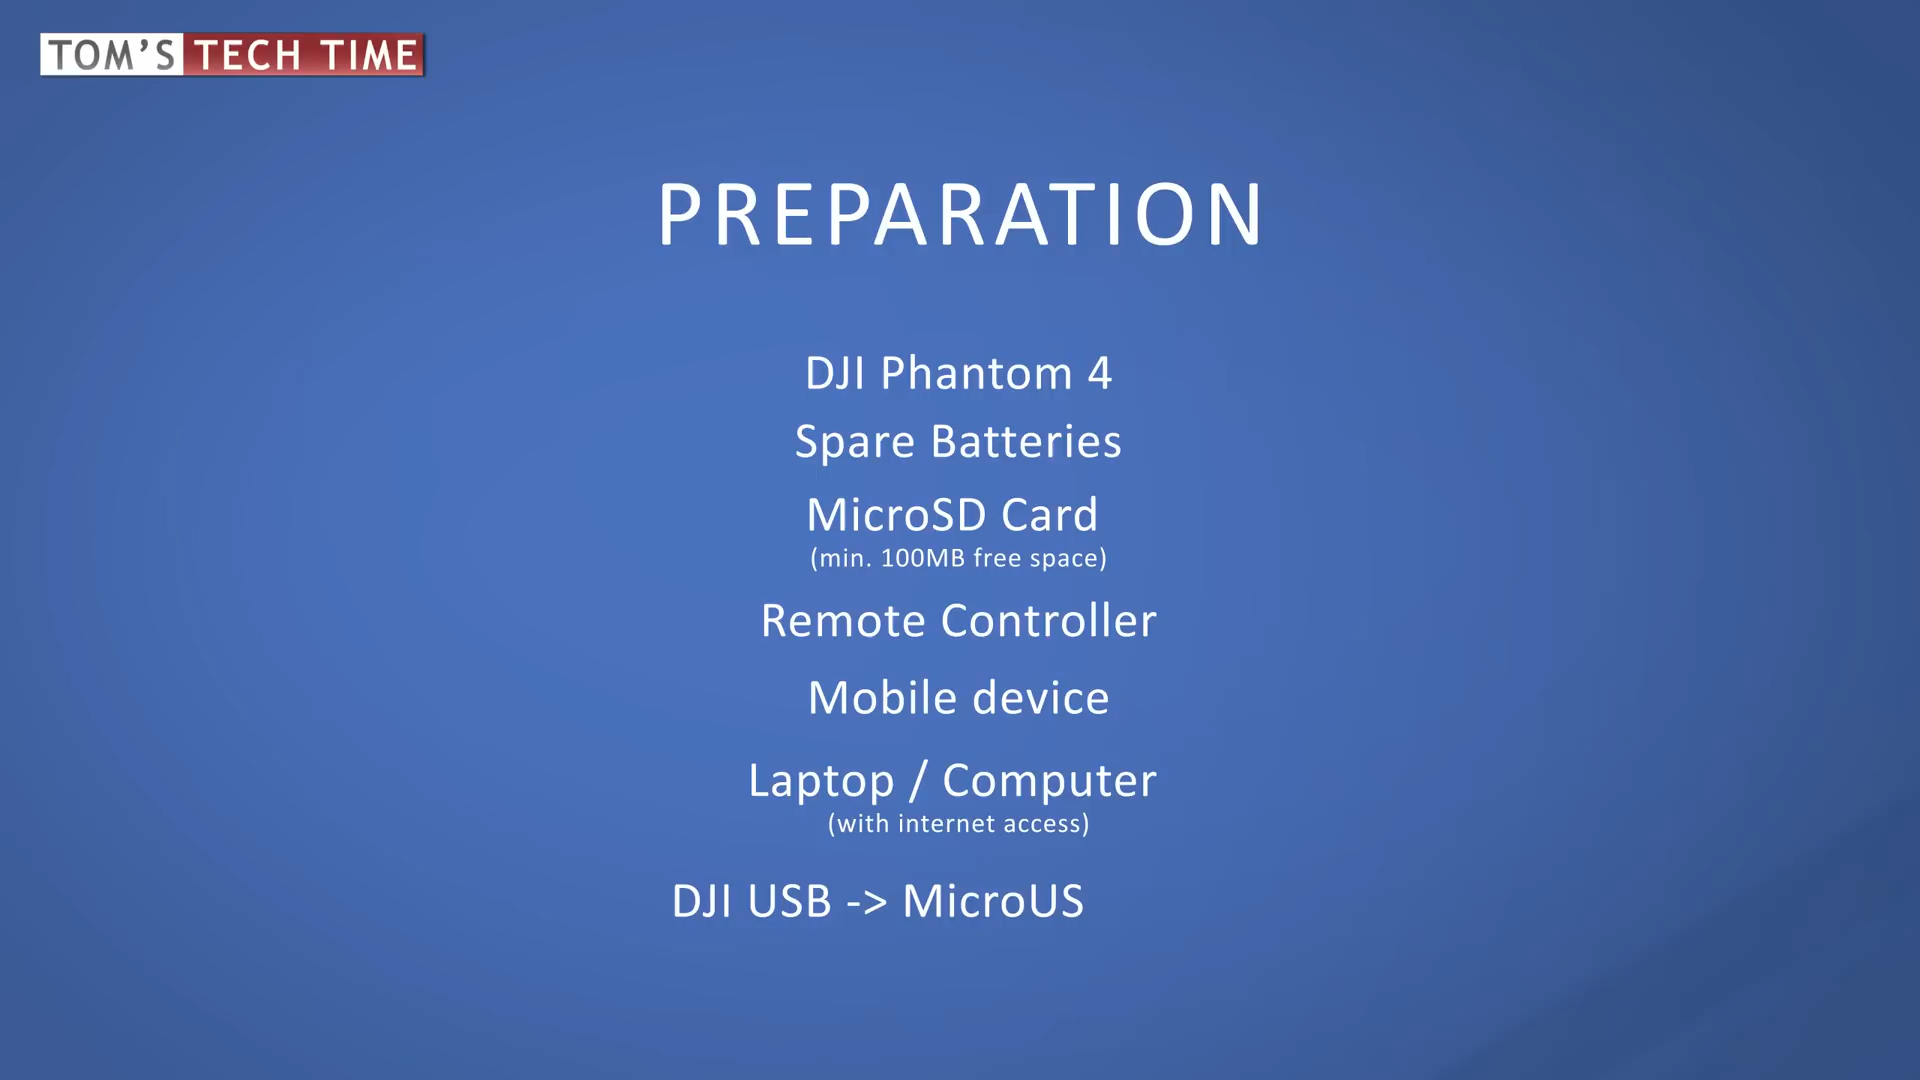 TOM'S TECH TIME
PREPARATION
DJI Phantom 4
Spare Batteries
MicroSD Card
(min. 100MB free space)
Remote Controller
Mobile device
Laptop / Computer
(with internet access)
DJI USB -> MicroUS